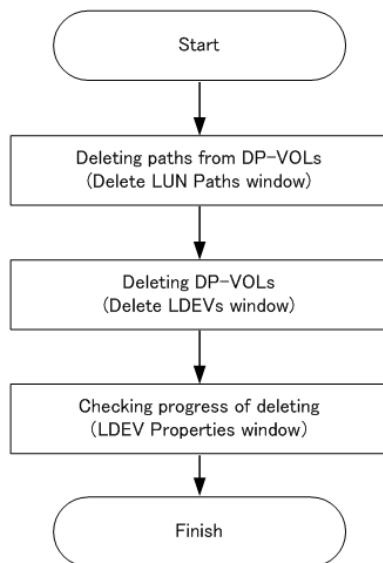 Start
Deleting paths from DP-VOLs
(Delete LUN Paths window)
Deleting DP-VOLs
(Delete LDEVs window)
Checking progress of deleting
(LDEV Properties window)
Finish